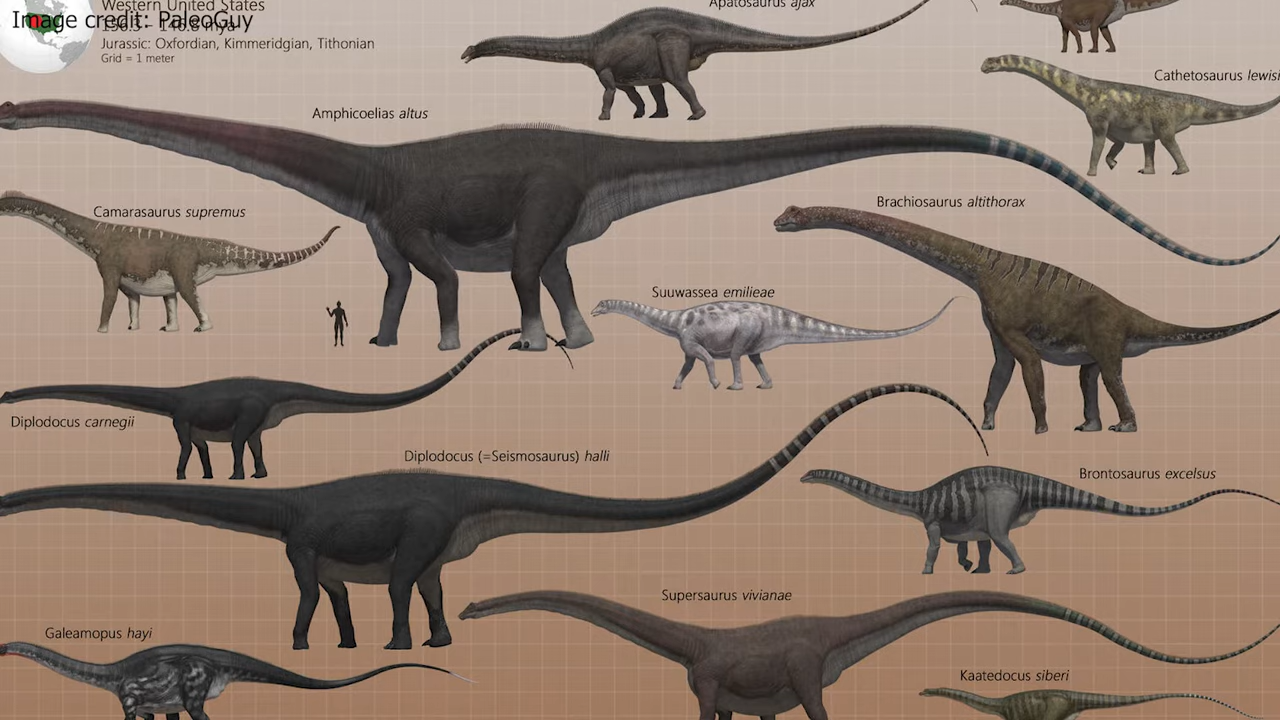 Image credit: PaleoGuy
Western United States
Jurassic: Oxfordian, Kimmeridgian, Tithonian
Grid = 1 meter
Apatosaurus ajax
Cathetosaurus lewisi
Amphicoelias altus
Camarasaurus supremus
Brachiosaurus altithorax
Suuwassea emilieae
Diplodocus carnegii
Diplodocus (=Seismosaurus) halli
Brontosaurus excelsus
Supersaurus vivianae
Galeamopus hayi
Kaatedocus siberi